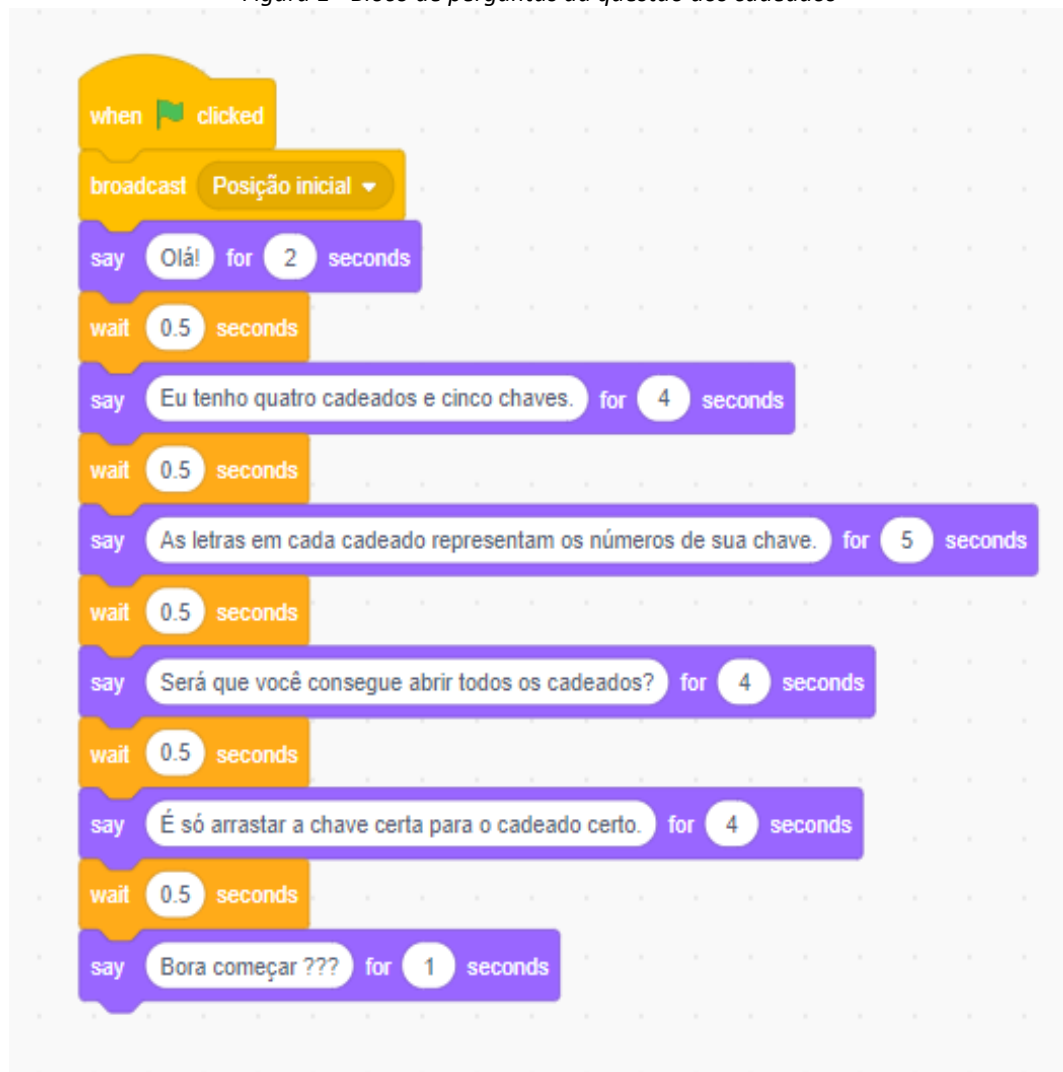 when clicked
broadcast Posição inicial
say Olá! for 2 seconds
wait 0.5 seconds
say Eu tenho quatro cadeados e cinco chaves. for 4 seconds
wait 0.5 seconds
say As letras em cada cadeado representam os números de sua chave. for 5 seconds
wait 0.5 seconds
say Será que você consegue abrir todos os cadeados? for 4 seconds
wait 0.5 seconds
say É só arrastar a chave certa para o cadeado certo. for 4 seconds
wait 0.5 seconds
say Bora começar ??? for 1 seconds